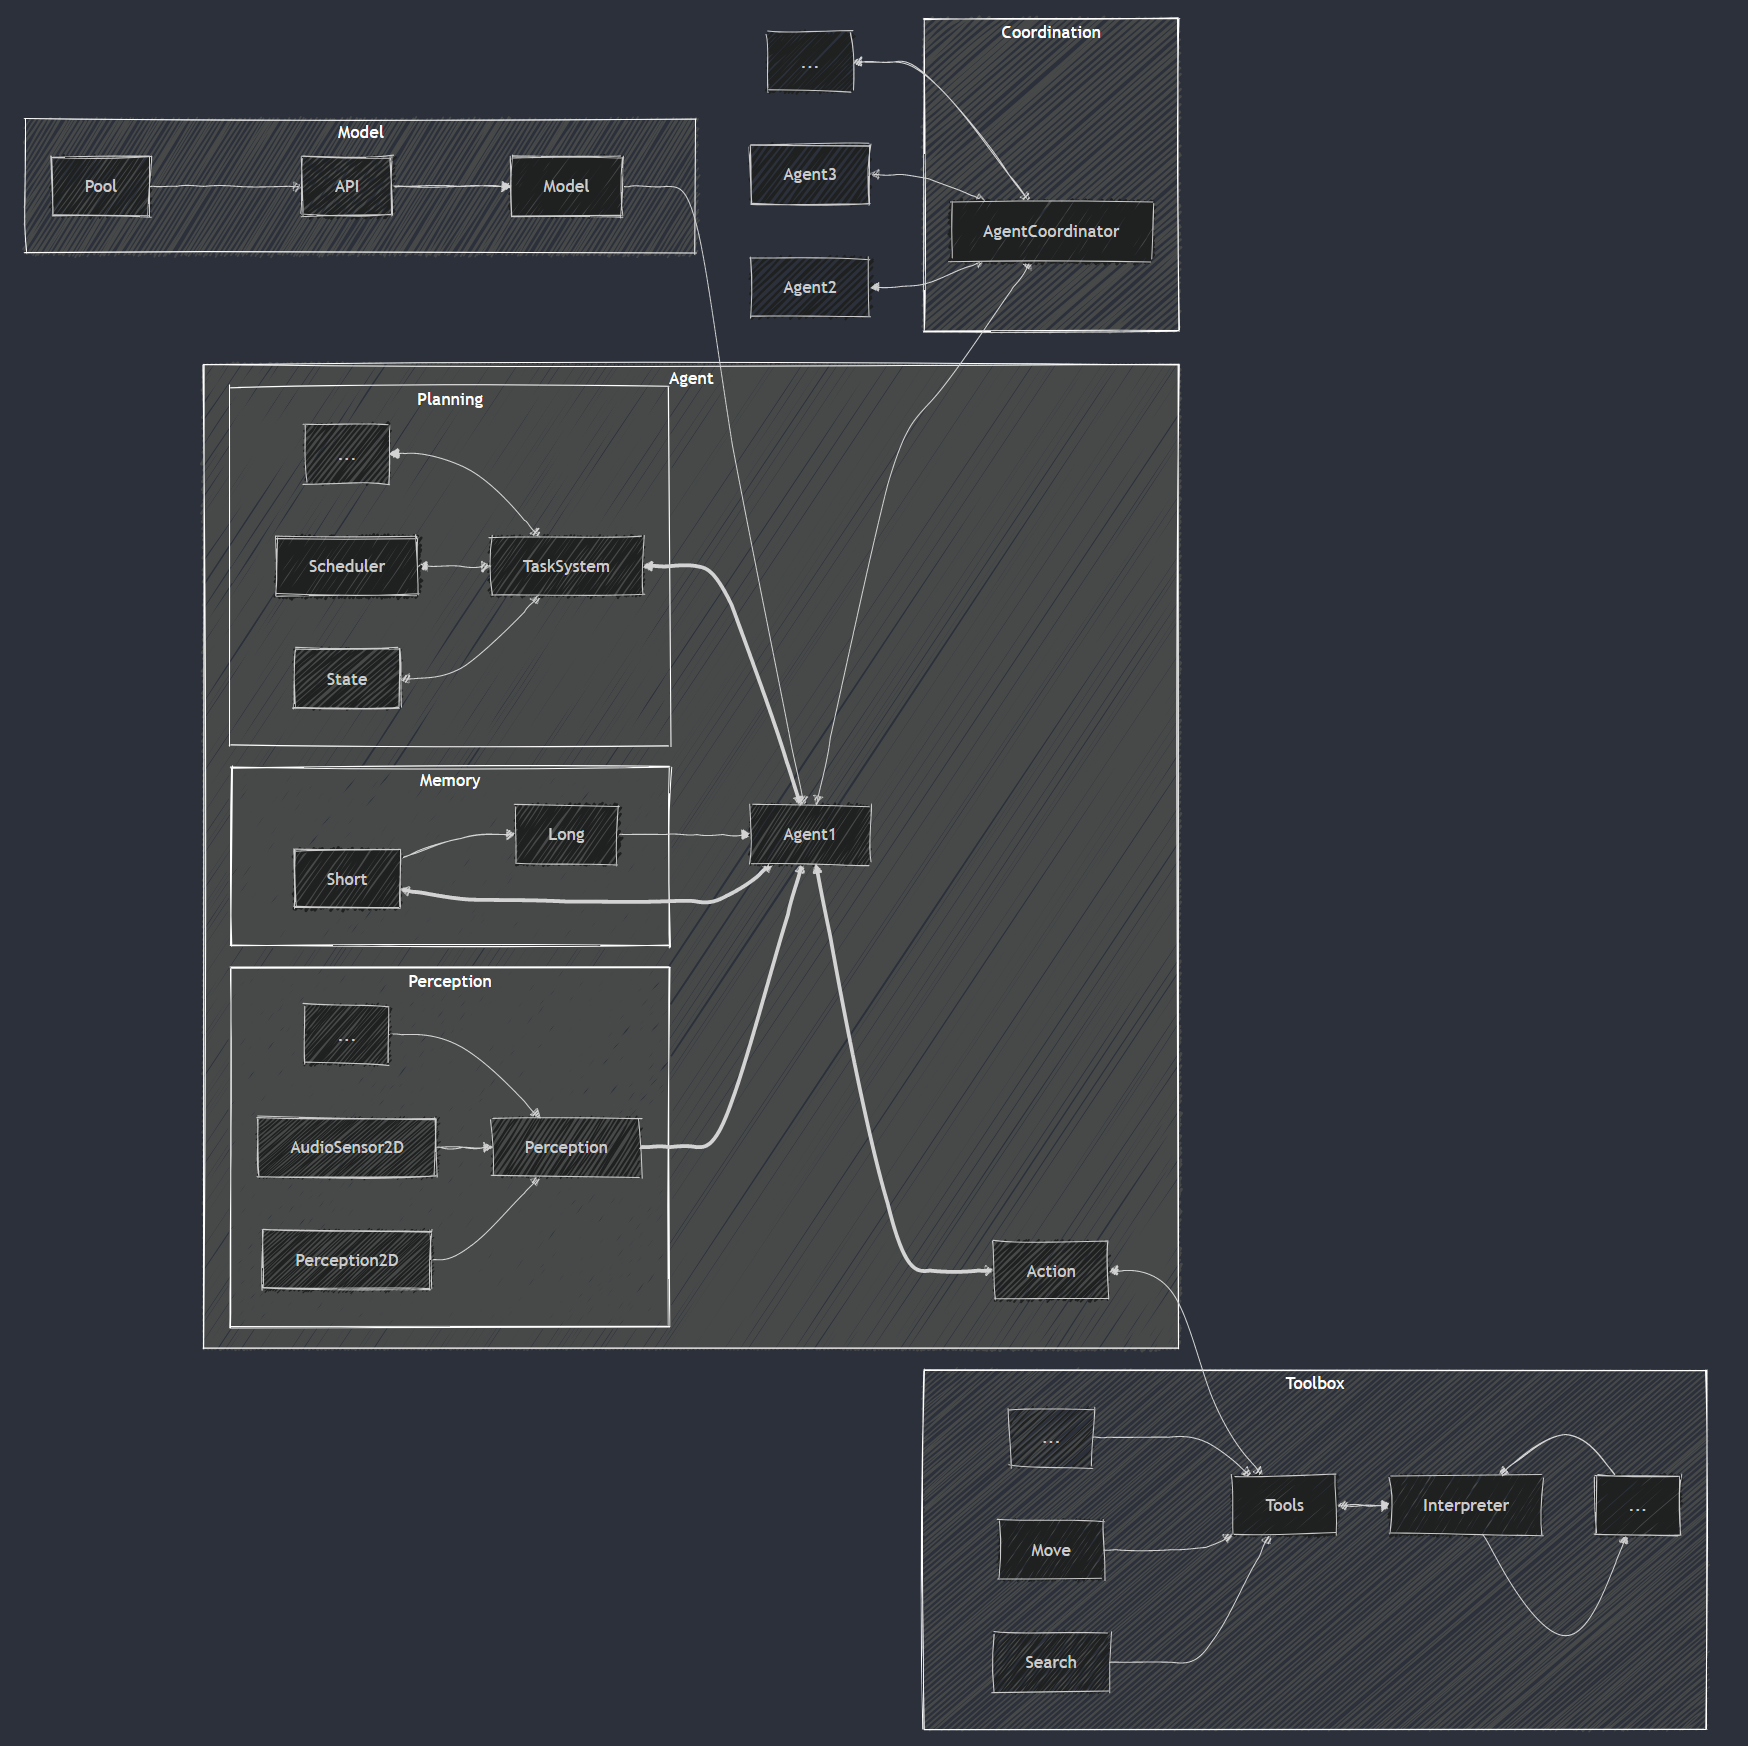 Coordination
...
Model
Agent3
Pool
API
Model
AgentCoordinator
Agent2
Agent
Planning
...
Scheduler
TaskSystem
State
Memory
Long
Agent1
Short
Perception
...
AudioSensor2D
Perception
Perception2D
Action
Toolbox
...
Tools
Interpreter
...
Move
Search